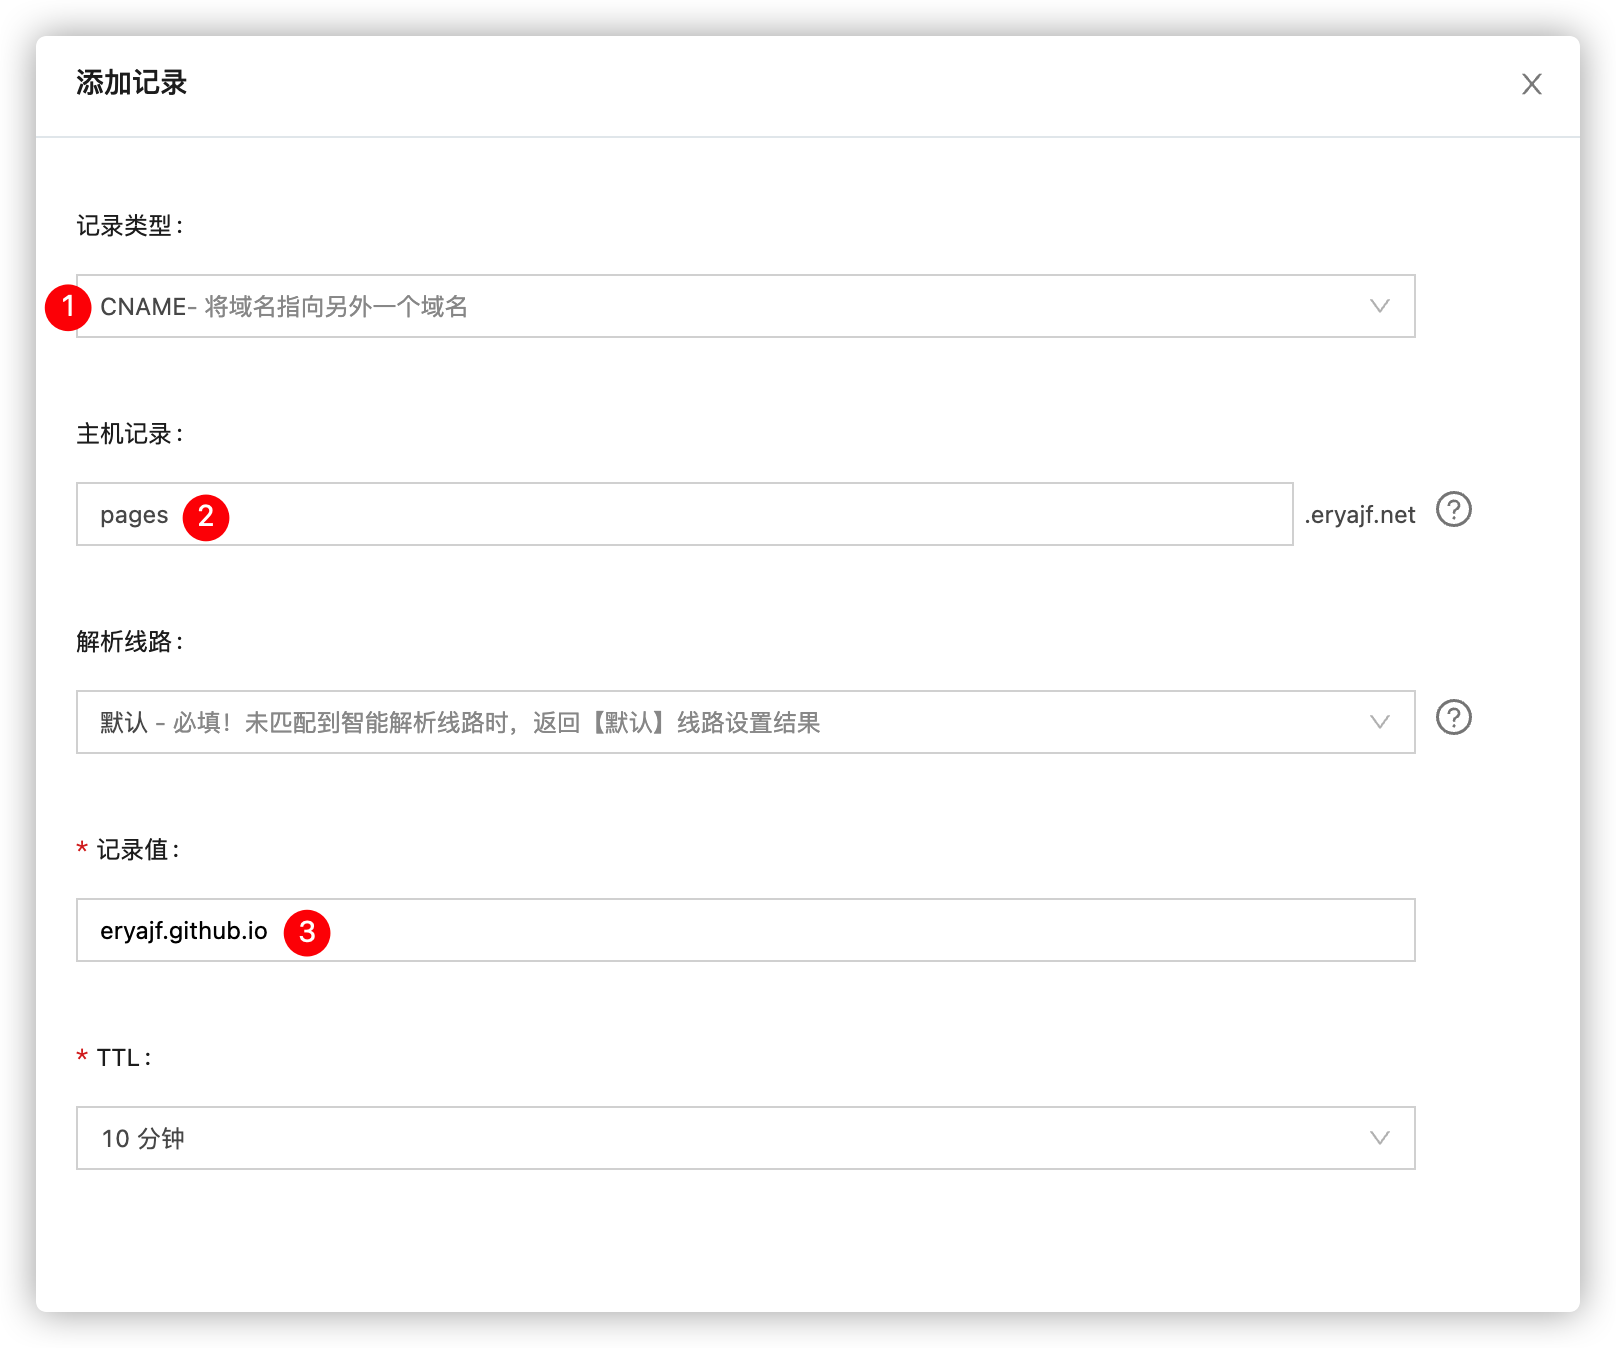 添加记录
记录类型：
1 CNAME- 将域名指向另外一个域名
主机记录：
pages 2 .eryajf.net ?
解析线路：
默认 - 必填！未匹配到智能解析线路时，返回【默认】线路设置结果 ?
* 记录值：
eryajf.github.io 3
* TTL：
10 分钟